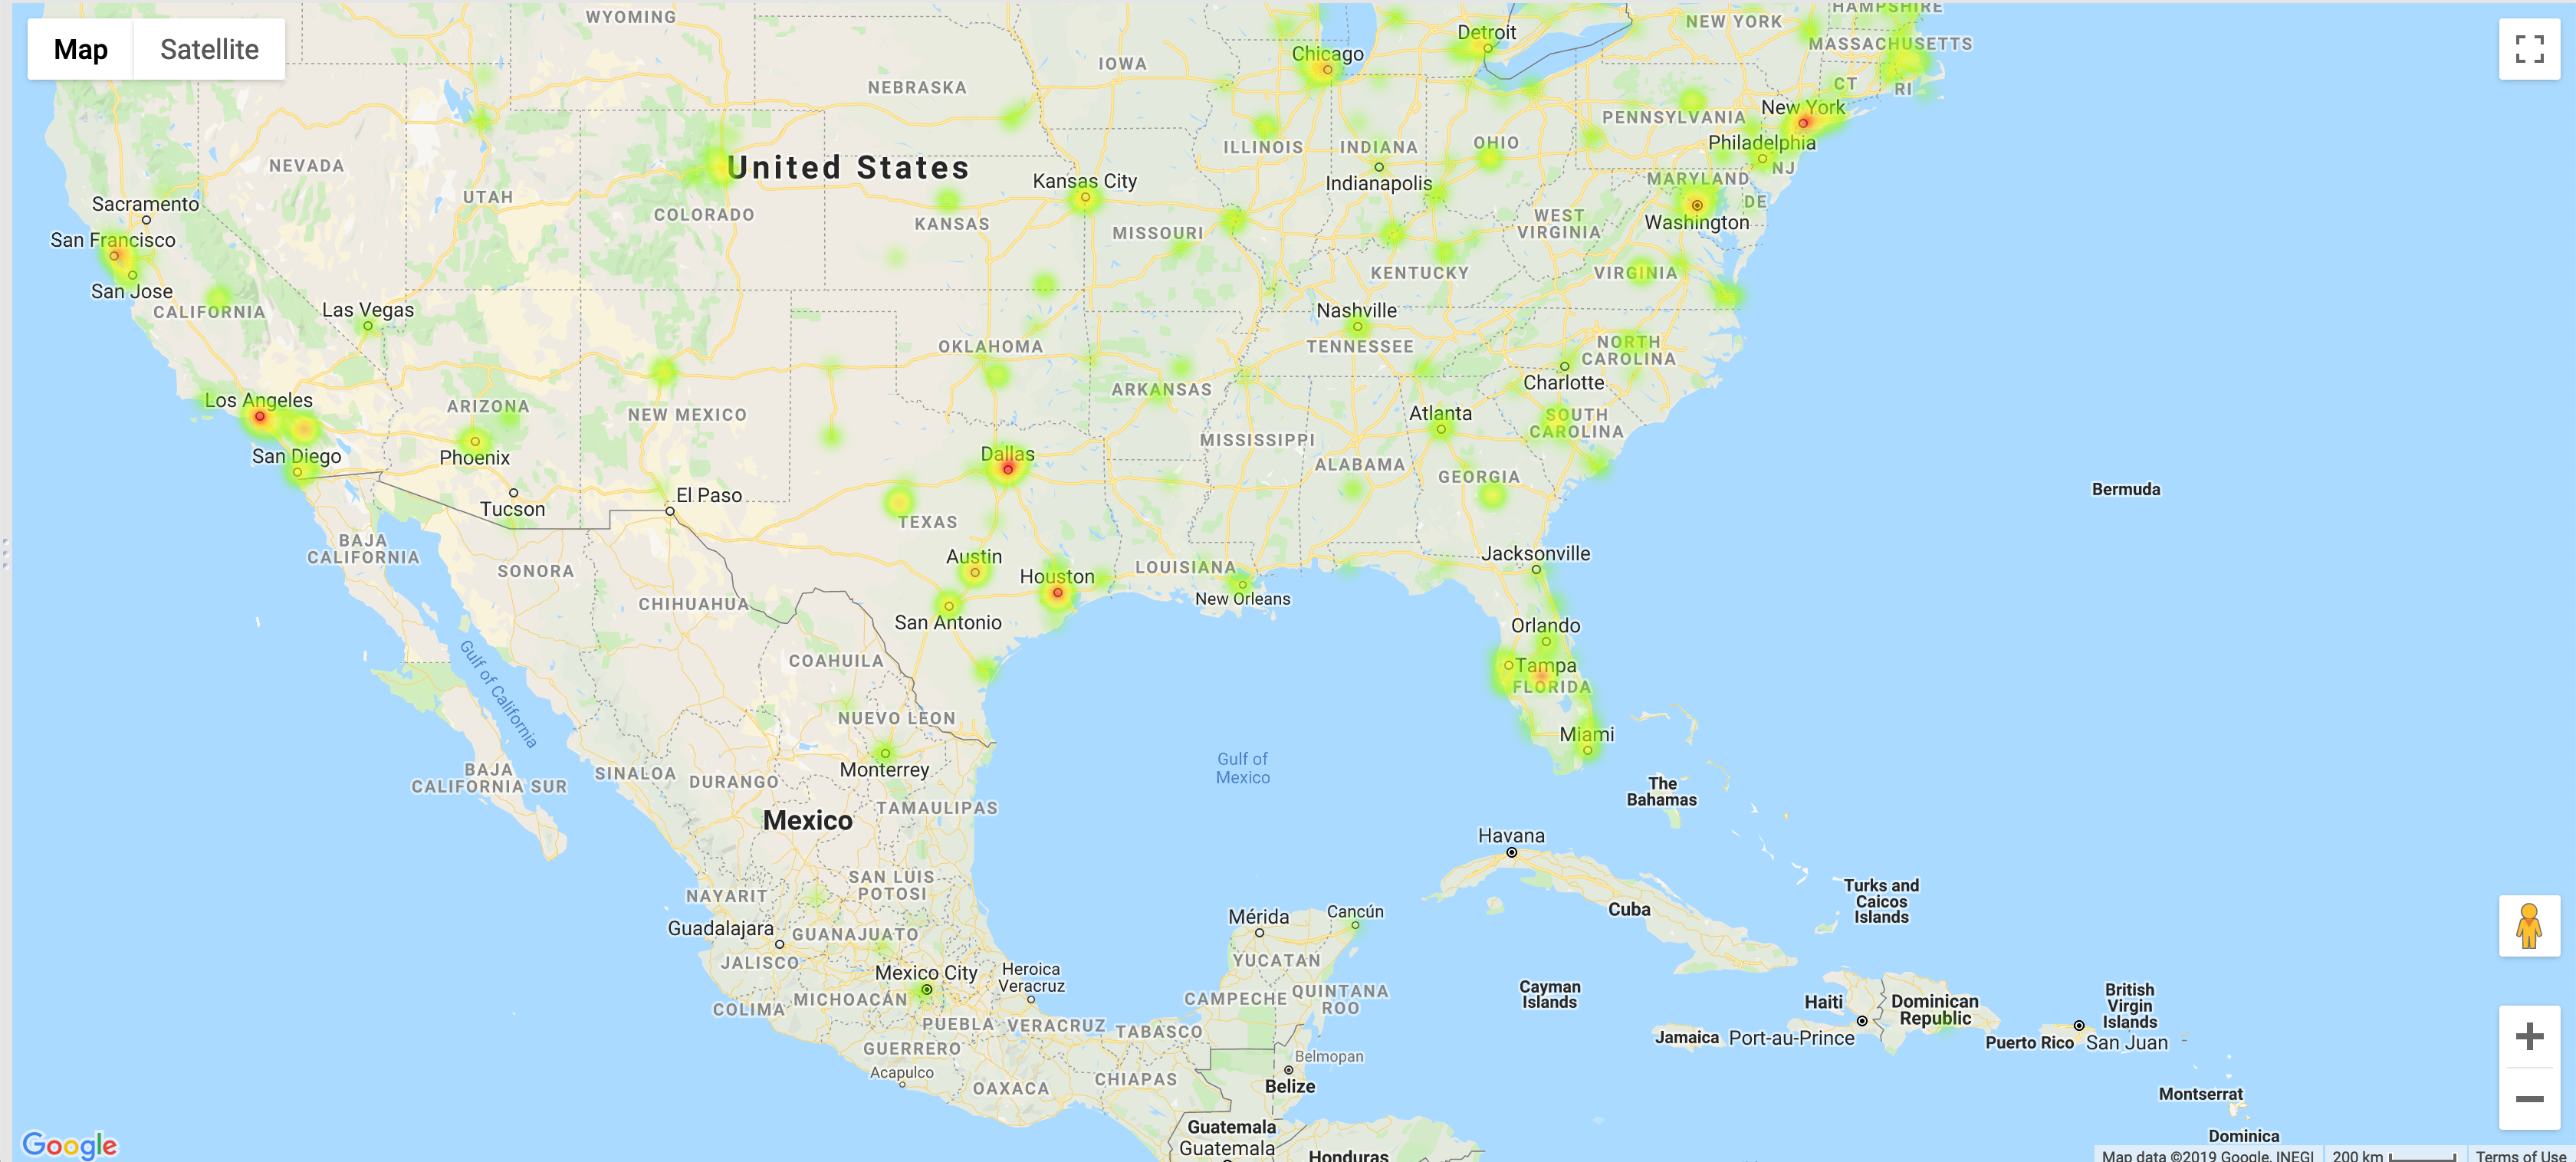 Map
Satellite
WYOMING
NEW YORK
HAMPSHIRE
MASSACHUSETTS
Detroit
Chicago
IOWA
NEBRASKA
CT
RI
PENNSYLVANIA
New York
Philadelphia
NJ
NEVADA
United States
ILLINOIS
INDIANA
OHIO
Indianapolis
MARYLAND
DE
Washington
Kansas City
UTAH
COLORADO
KANSAS
MISSOURI
WEST
VIRGINIA
Sacramento
San Francisco
San Jose
CALIFORNIA
Las Vegas
KENTUCKY
VIRGINIA
Nashville
TENNESSEE
NORTH
CAROLINA
Charlotte
OKLAHOMA
ARKANSAS
Los Angeles
ARIZONA
NEW MEXICO
Atlanta
SOUTH
CAROLINA
San Diego
Phoenix
Dallas
MISSISSIPPI
ALABAMA
GEORGIA
Tucson
El Paso
TEXAS
Bermuda
BAJA
CALIFORNIA
SONORA
Austin
Houston
LOUISIANA
New Orleans
Jacksonville
CHIHUAHUA
San Antonio
Orlando
Tampa
FLORIDA
COAHUILA
Gulf of California
NUEVO LEON
Miami
Monterrey
Gulf of
Mexico
BAJA
CALIFORNIA SUR
SINALOA
DURANGO
TAMAULIPAS
The
Bahamas
Mexico
Havana
SAN LUIS
POTOSI
NAYARIT
Guadalajara
GUANAJUATO
JALISCO
Mérida
Cancún
Cuba
Turks and
Caicos
Islands
YUCATAN
Mexico City
Heroica
Veracruz
COLIMA
MICHOACÁN
CAMPECHE
QUINTANA
ROO
Cayman
Islands
Haiti
Dominican
Republic
British
Virgin
Islands
PUEBLA
VERACRUZ
TABASCO
Jamaica
Port-au-Prince
Puerto Rico
San Juan
GUERRERO
Acapulco
OAXACA
CHIAPAS
Belmopan
Belize
Montserrat
Guatemala
Guatemala
Honduras
Dominica
Google
Map data ©2019 Google, INEGI
200 km
Terms of Use